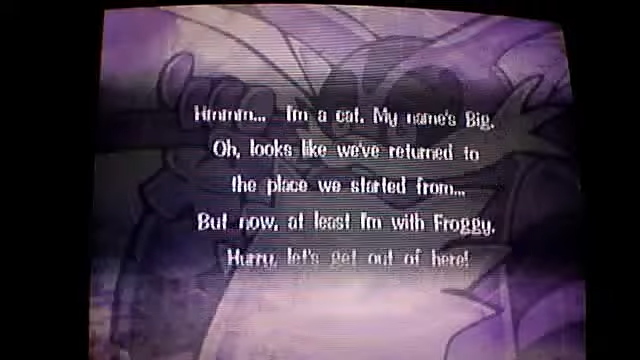 Hmmm... I'm a cat. My name's Big.
Oh, looks like we've returned to
the place we started from...
But now, at least I'm with Froggy.
Hurry, let's get out of here!